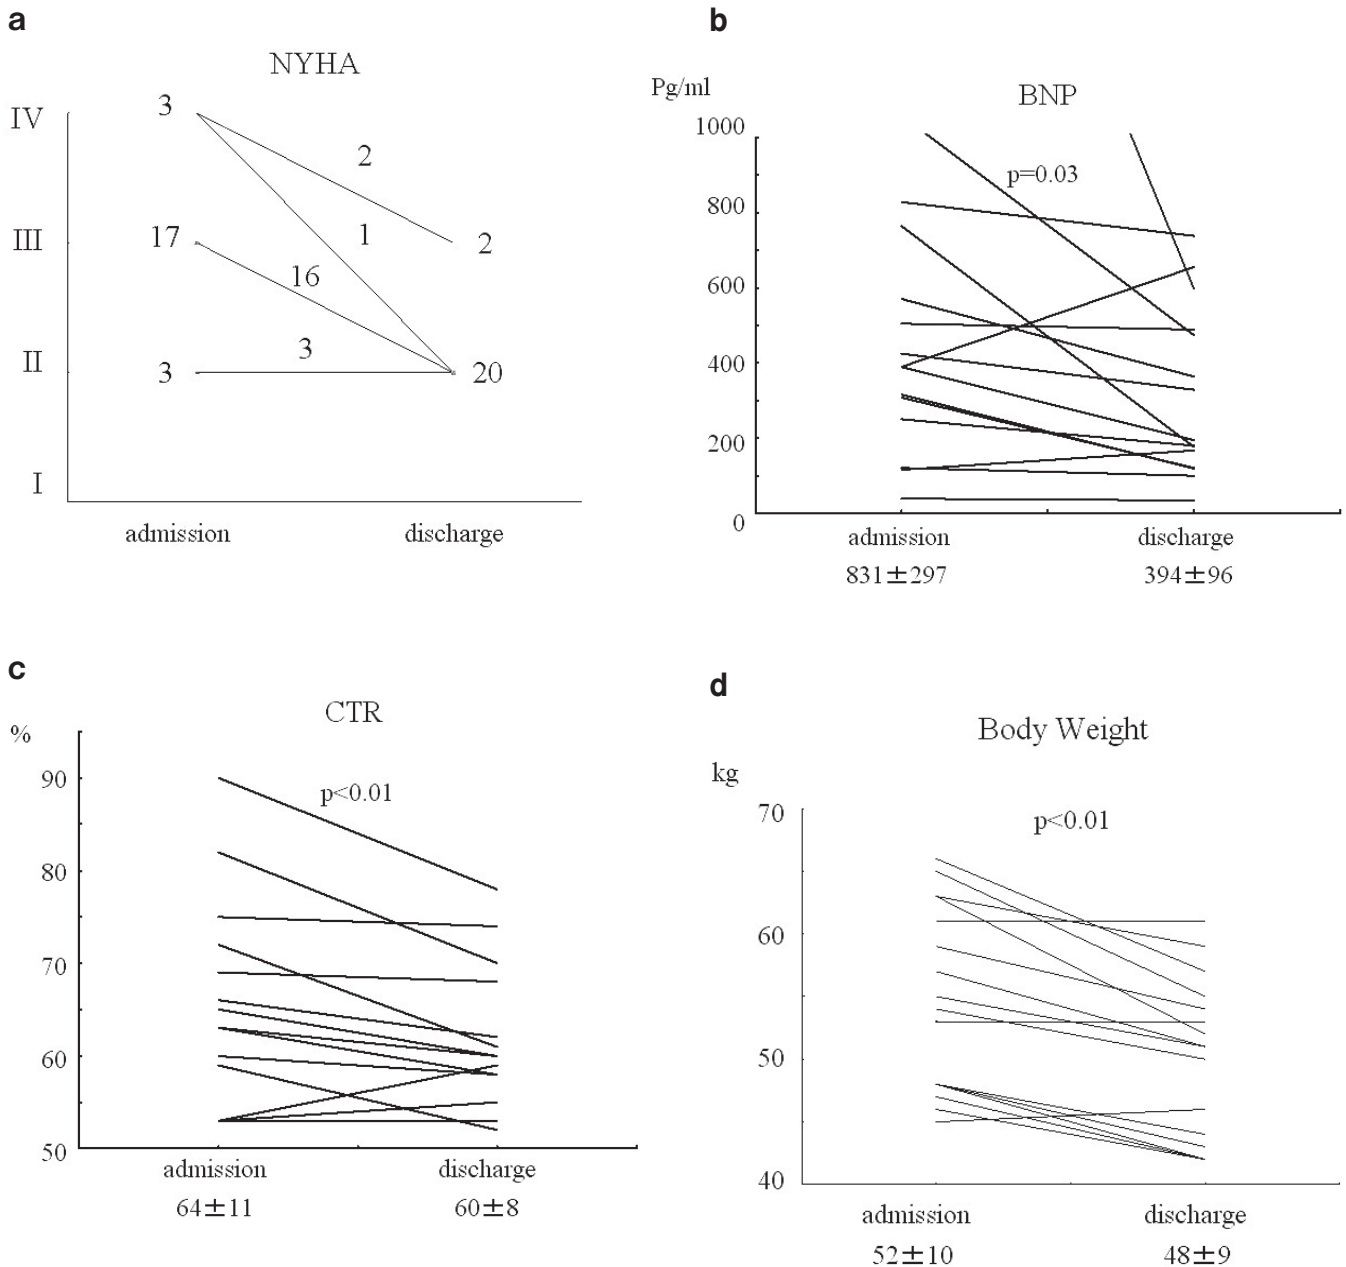 a
NYHA
IV
3
2
III
17
1
2
16
3
II
3
20
I
admission
discharge
b
Pg/ml
BNP
1000
p=0.03
800
600
400
200
0
admission
discharge
831±297
394±96
c
CTR
%
90
p<0.01
80
70
60
50
admission
discharge
64±11
60±8
d
Body Weight
kg
70
p<0.01
60
50
40
admission
discharge
52±10
48±9